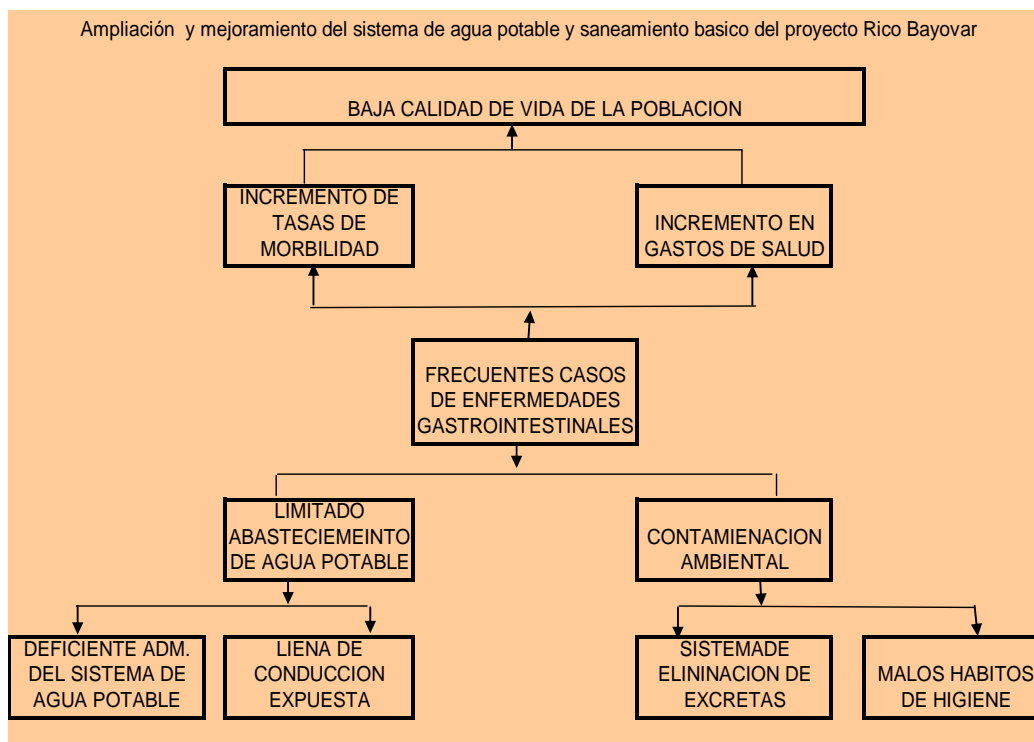 Ampliación y mejoramiento del sistema de agua potable y saneamiento basico del proyecto Rico Bayovar
BAJA CALIDAD DE VIDA DE LA POBLACION
INCREMENTO DE
TASAS DE
MORBILIDAD
INCREMENTO EN
GASTOS DE SALUD
FRECUENTES CASOS
DE ENFERMEDADES
GASTROINTESTINALES
LIMITADO
ABASTECIEMEINTO
DE AGUA POTABLE
CONTAMIENACION
AMBIENTAL
DEFICIENTE ADM.
DEL SISTEMA DE
AGUA POTABLE
LIENA DE
CONDUCCION
EXPUESTA
SISTEMADE
ELININACION DE
EXCRETAS
MALOS HABITOS
DE HIGIENE